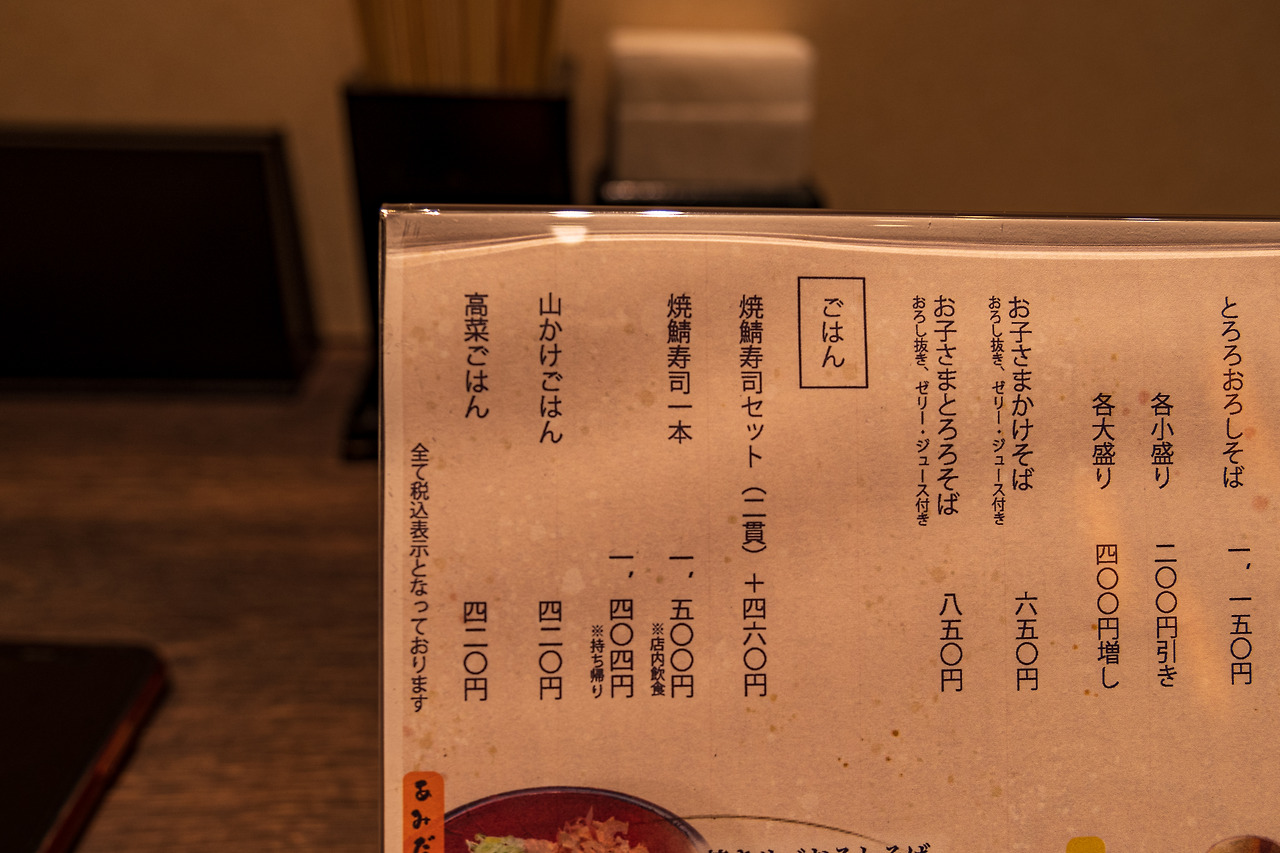 とろろおろしそば 一，一五〇円
各小盛り 二〇〇円引き
各大盛り 四〇〇円増し
お子さまかけそば 六五〇円
おろし抜き、ゼリー・ジュース付き
お子さまとろろそば 八五〇円
おろし抜き、ゼリー・ジュース付き
ごはん
焼鯖寿司セット（二貫）＋四六〇円
焼鯖寿司一本 一，五〇〇円
※店内飲食
一，四〇四円
※持ち帰り
山かけごはん 四二〇円
高菜ごはん 四二〇円
全て税込表示となっております
あみだ